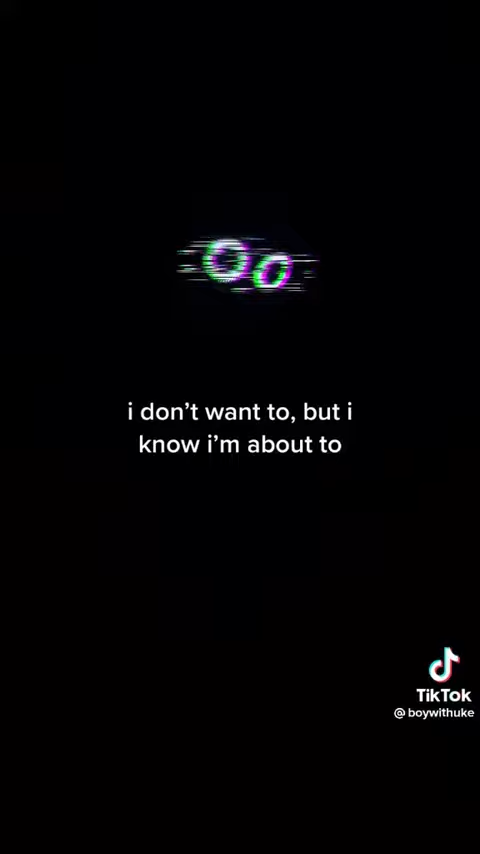 i don’t want to, but i
know i’m about to
TikTok
@boywithuke